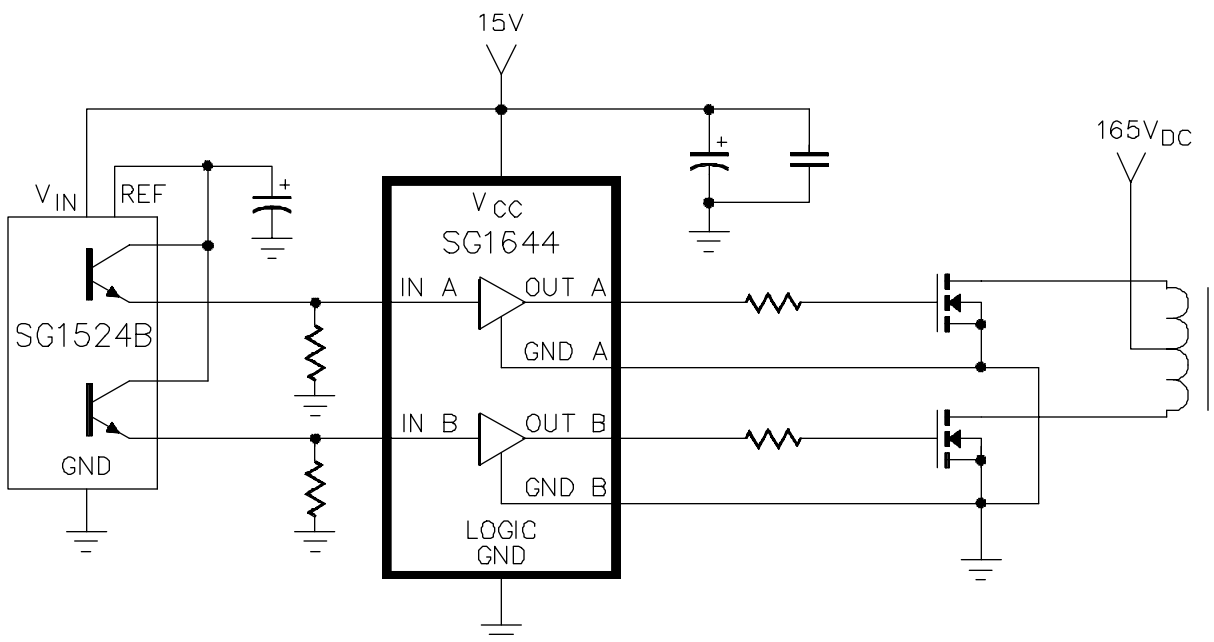 15V
165VDC
VIN
REF
VCC
SG1644
IN A
OUT A
SG1524B
GND A
IN B
OUT B
GND
GND B
LOGIC
GND
+
+